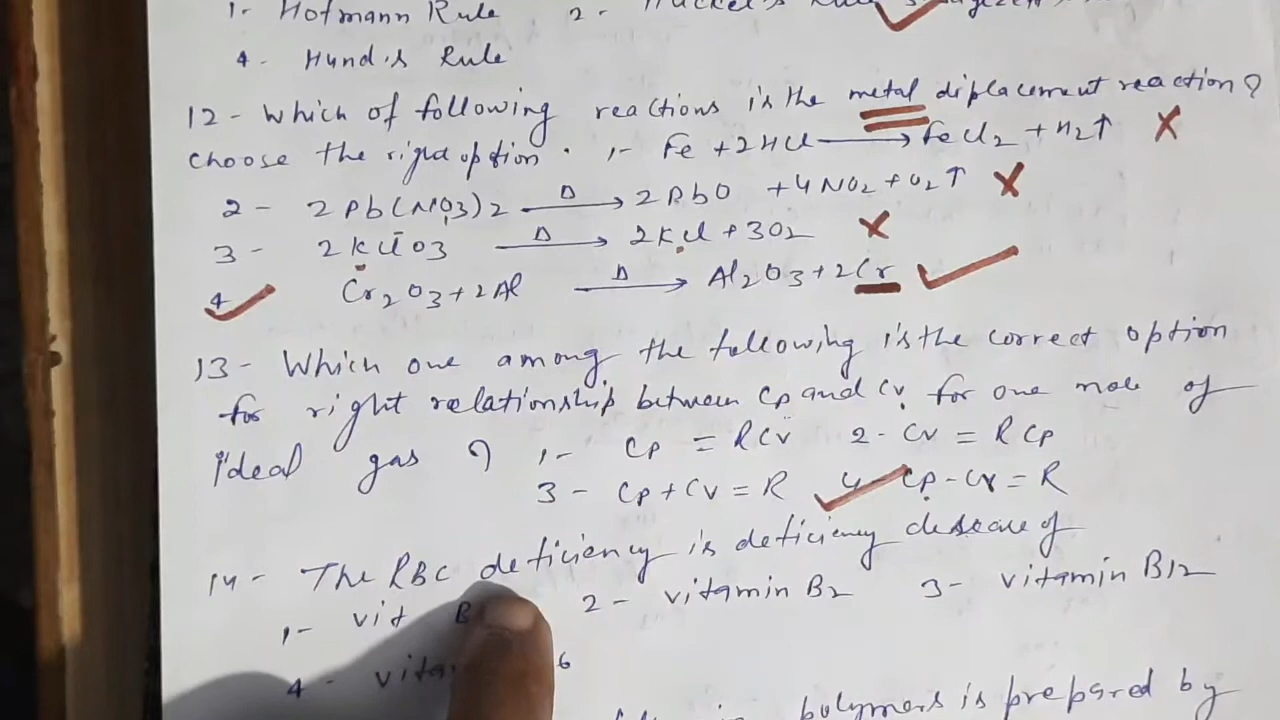 1- Hofmann Rule 2- Huckel's Rule
4. Hund's Rule
12- Which of following reactions is the metal diplacement reaction?
choose the right option. 1- Fe + 2HCl → FeCl2 + H2↑
2- 2Pb(NO3)2 Δ→ 2PbO + 4NO2 + O2↑
3- 2KClO3 Δ→ 2KCl + 3O2
4 Cr2O3 + 2Al Δ→ Al2O3 + 2Cr
13- Which one among the following is the correct option
for right relationship between Cp and Cv for one mole of
ideal gas? 1- Cp = RCv 2- Cv = RCp
3- Cp + Cv = R 4- Cp - Cv = R
14- The RBC deficiency is deficiency disease of
1- vit B 2- vitamin B2 3- vitamin B12
4- vita 6
polymers is prepared by